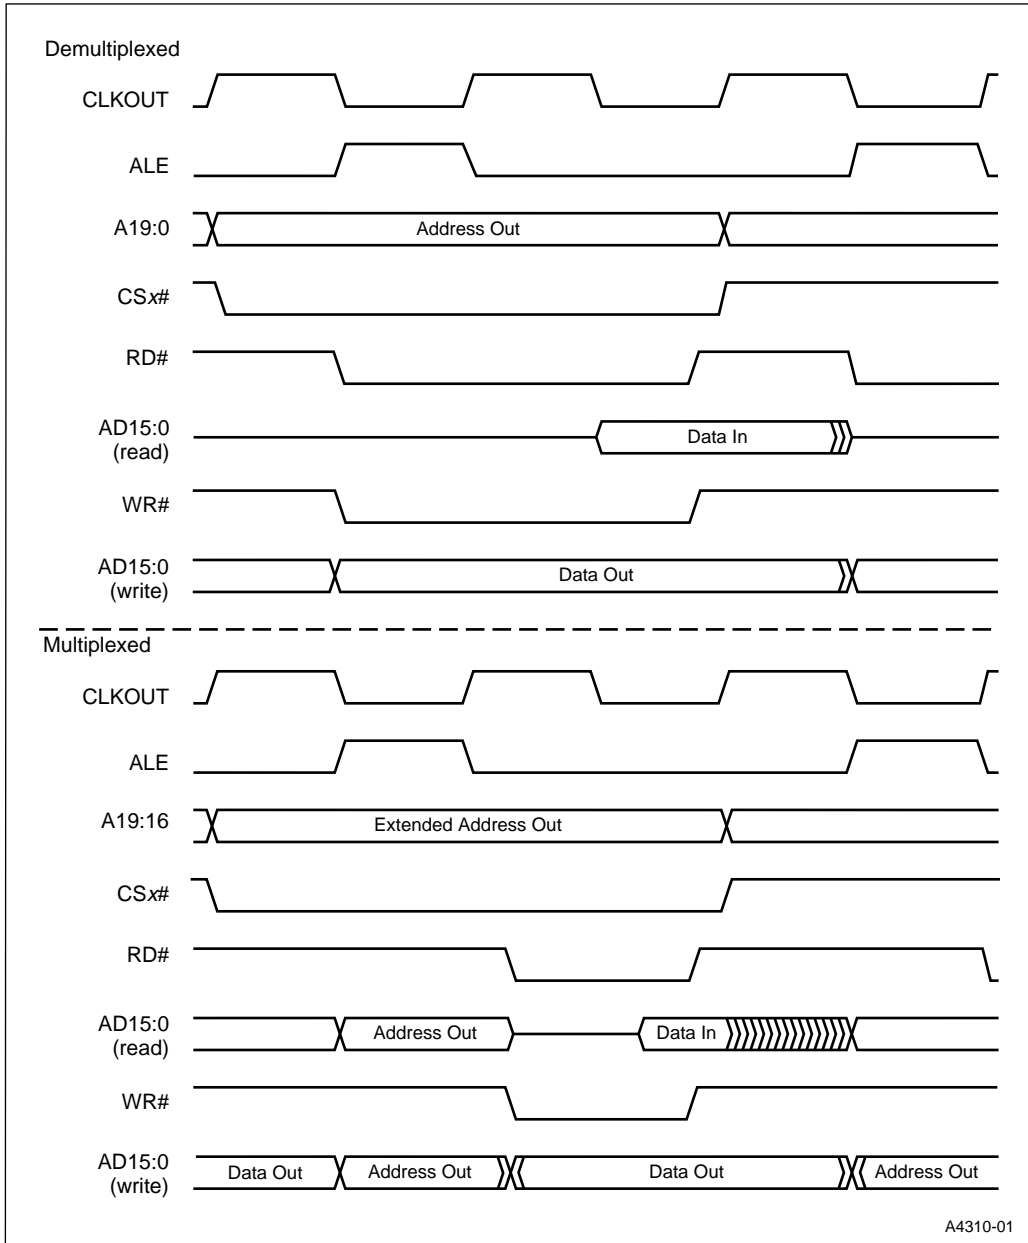 Demultiplexed
CLKOUT
ALE
A19:0
Address Out
CSx#
RD#
AD15:0
(read)
Data In
WR#
AD15:0
(write)
Data Out
Multiplexed
CLKOUT
ALE
A19:16
Extended Address Out
CSx#
RD#
AD15:0
(read)
Address Out
Data In
WR#
AD15:0
(write)
Data Out
Address Out
Data Out
Address Out
A4310-01